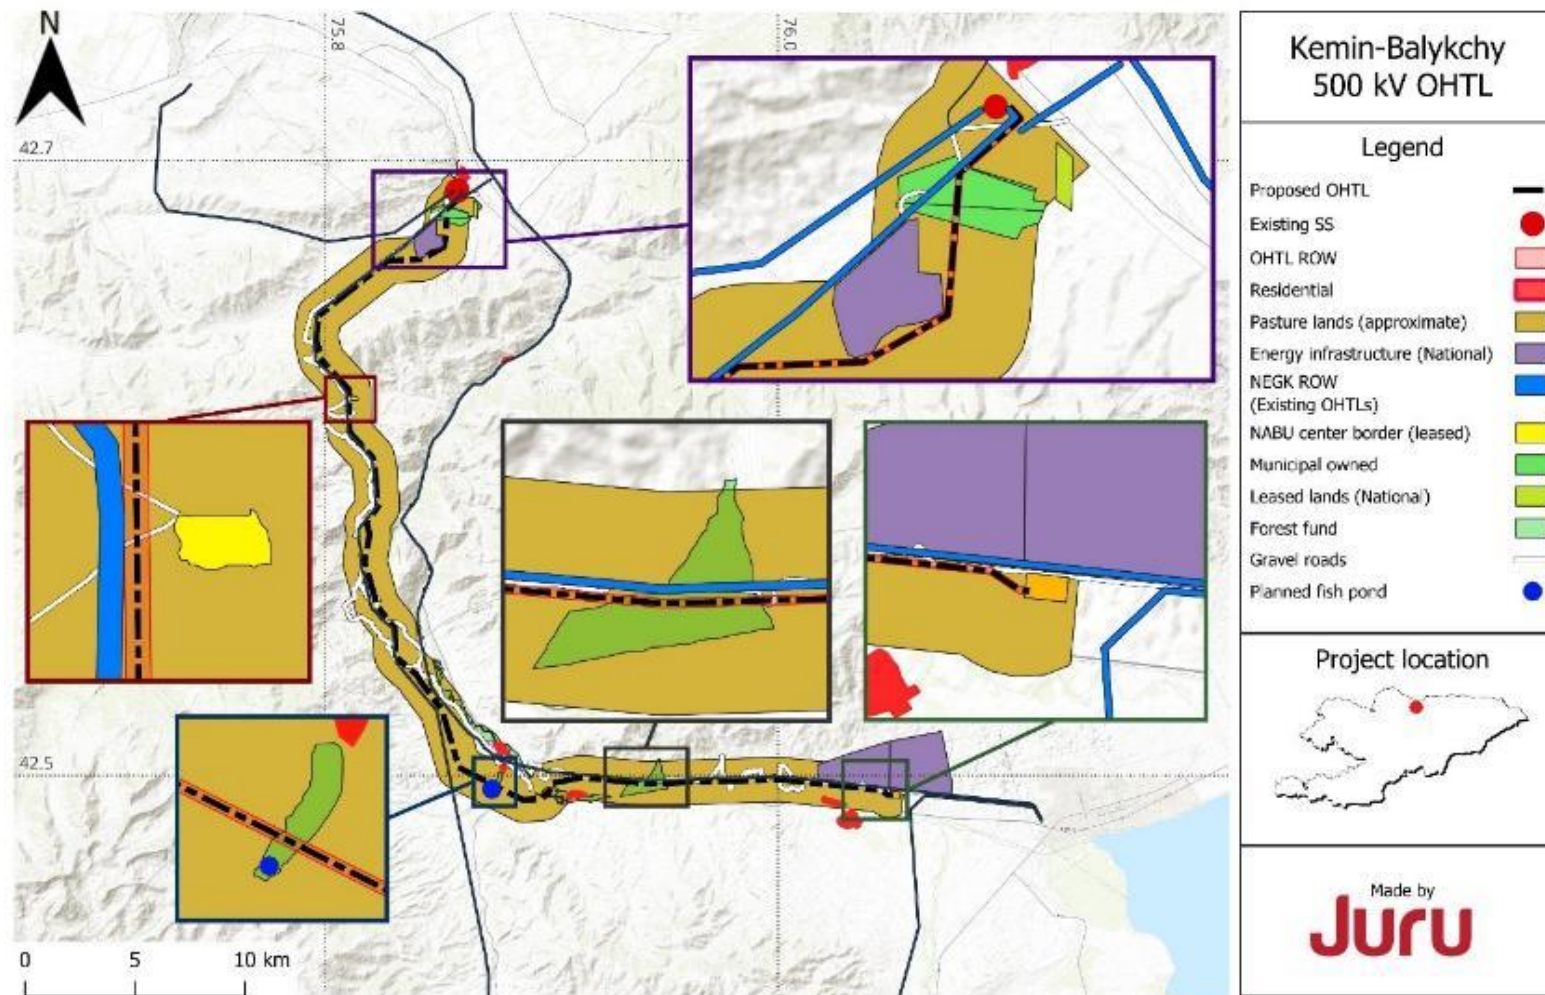 N
75.8
76.0
42.7
42.5
0 5 10 km
Kemin-Balykchy
500 kV OHTL
Legend
Proposed OHTL
Existing SS
OHTL ROW
Residential
Pasture lands (approximate)
Energy infrastructure (National)
NEGK ROW
(Existing OHTLs)
NABU center border (leased)
Municipal owned
Leased lands (National)
Forest fund
Gravel roads
Planned fish pond
Project location
Made by
Juru